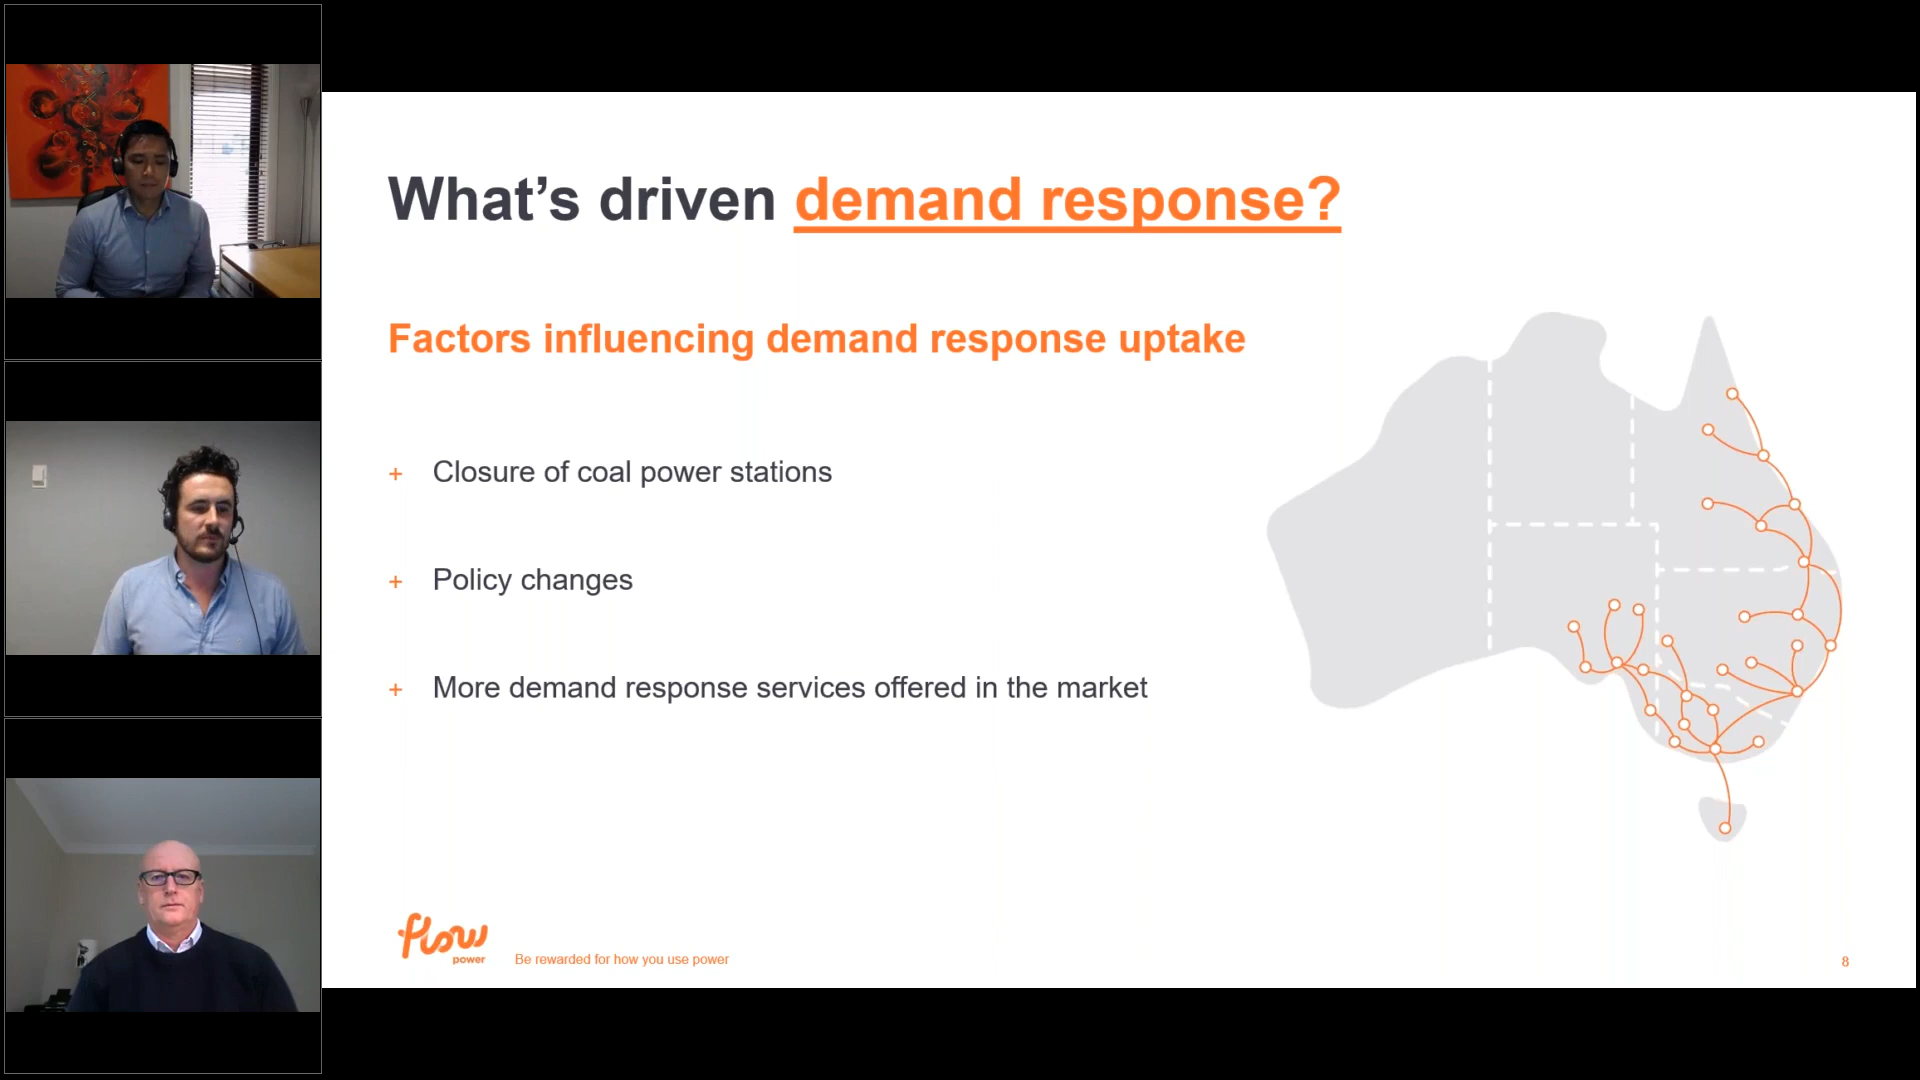 What’s driven demand response?
Factors influencing demand response uptake
+ Closure of coal power stations
+ Policy changes
+ More demand response services offered in the market
flow
power
Be rewarded for how you use power
8